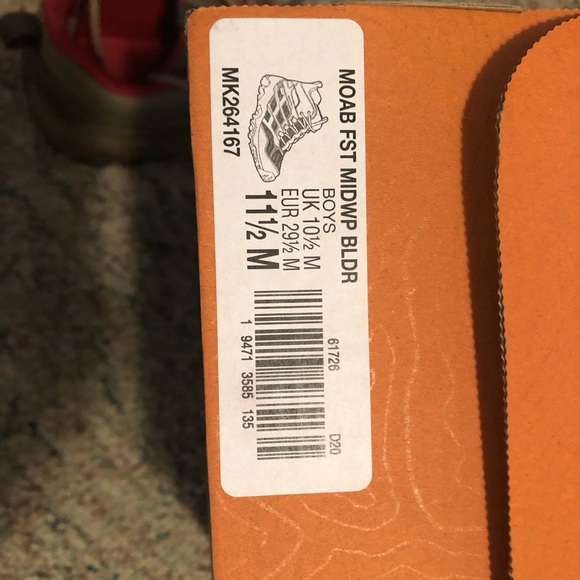 MOAB FST MIDWP BLDR
BOYS
UK 10½ M
EUR 29½ M
11½ M
MK264167
61726
D20
1 9471 3585 135